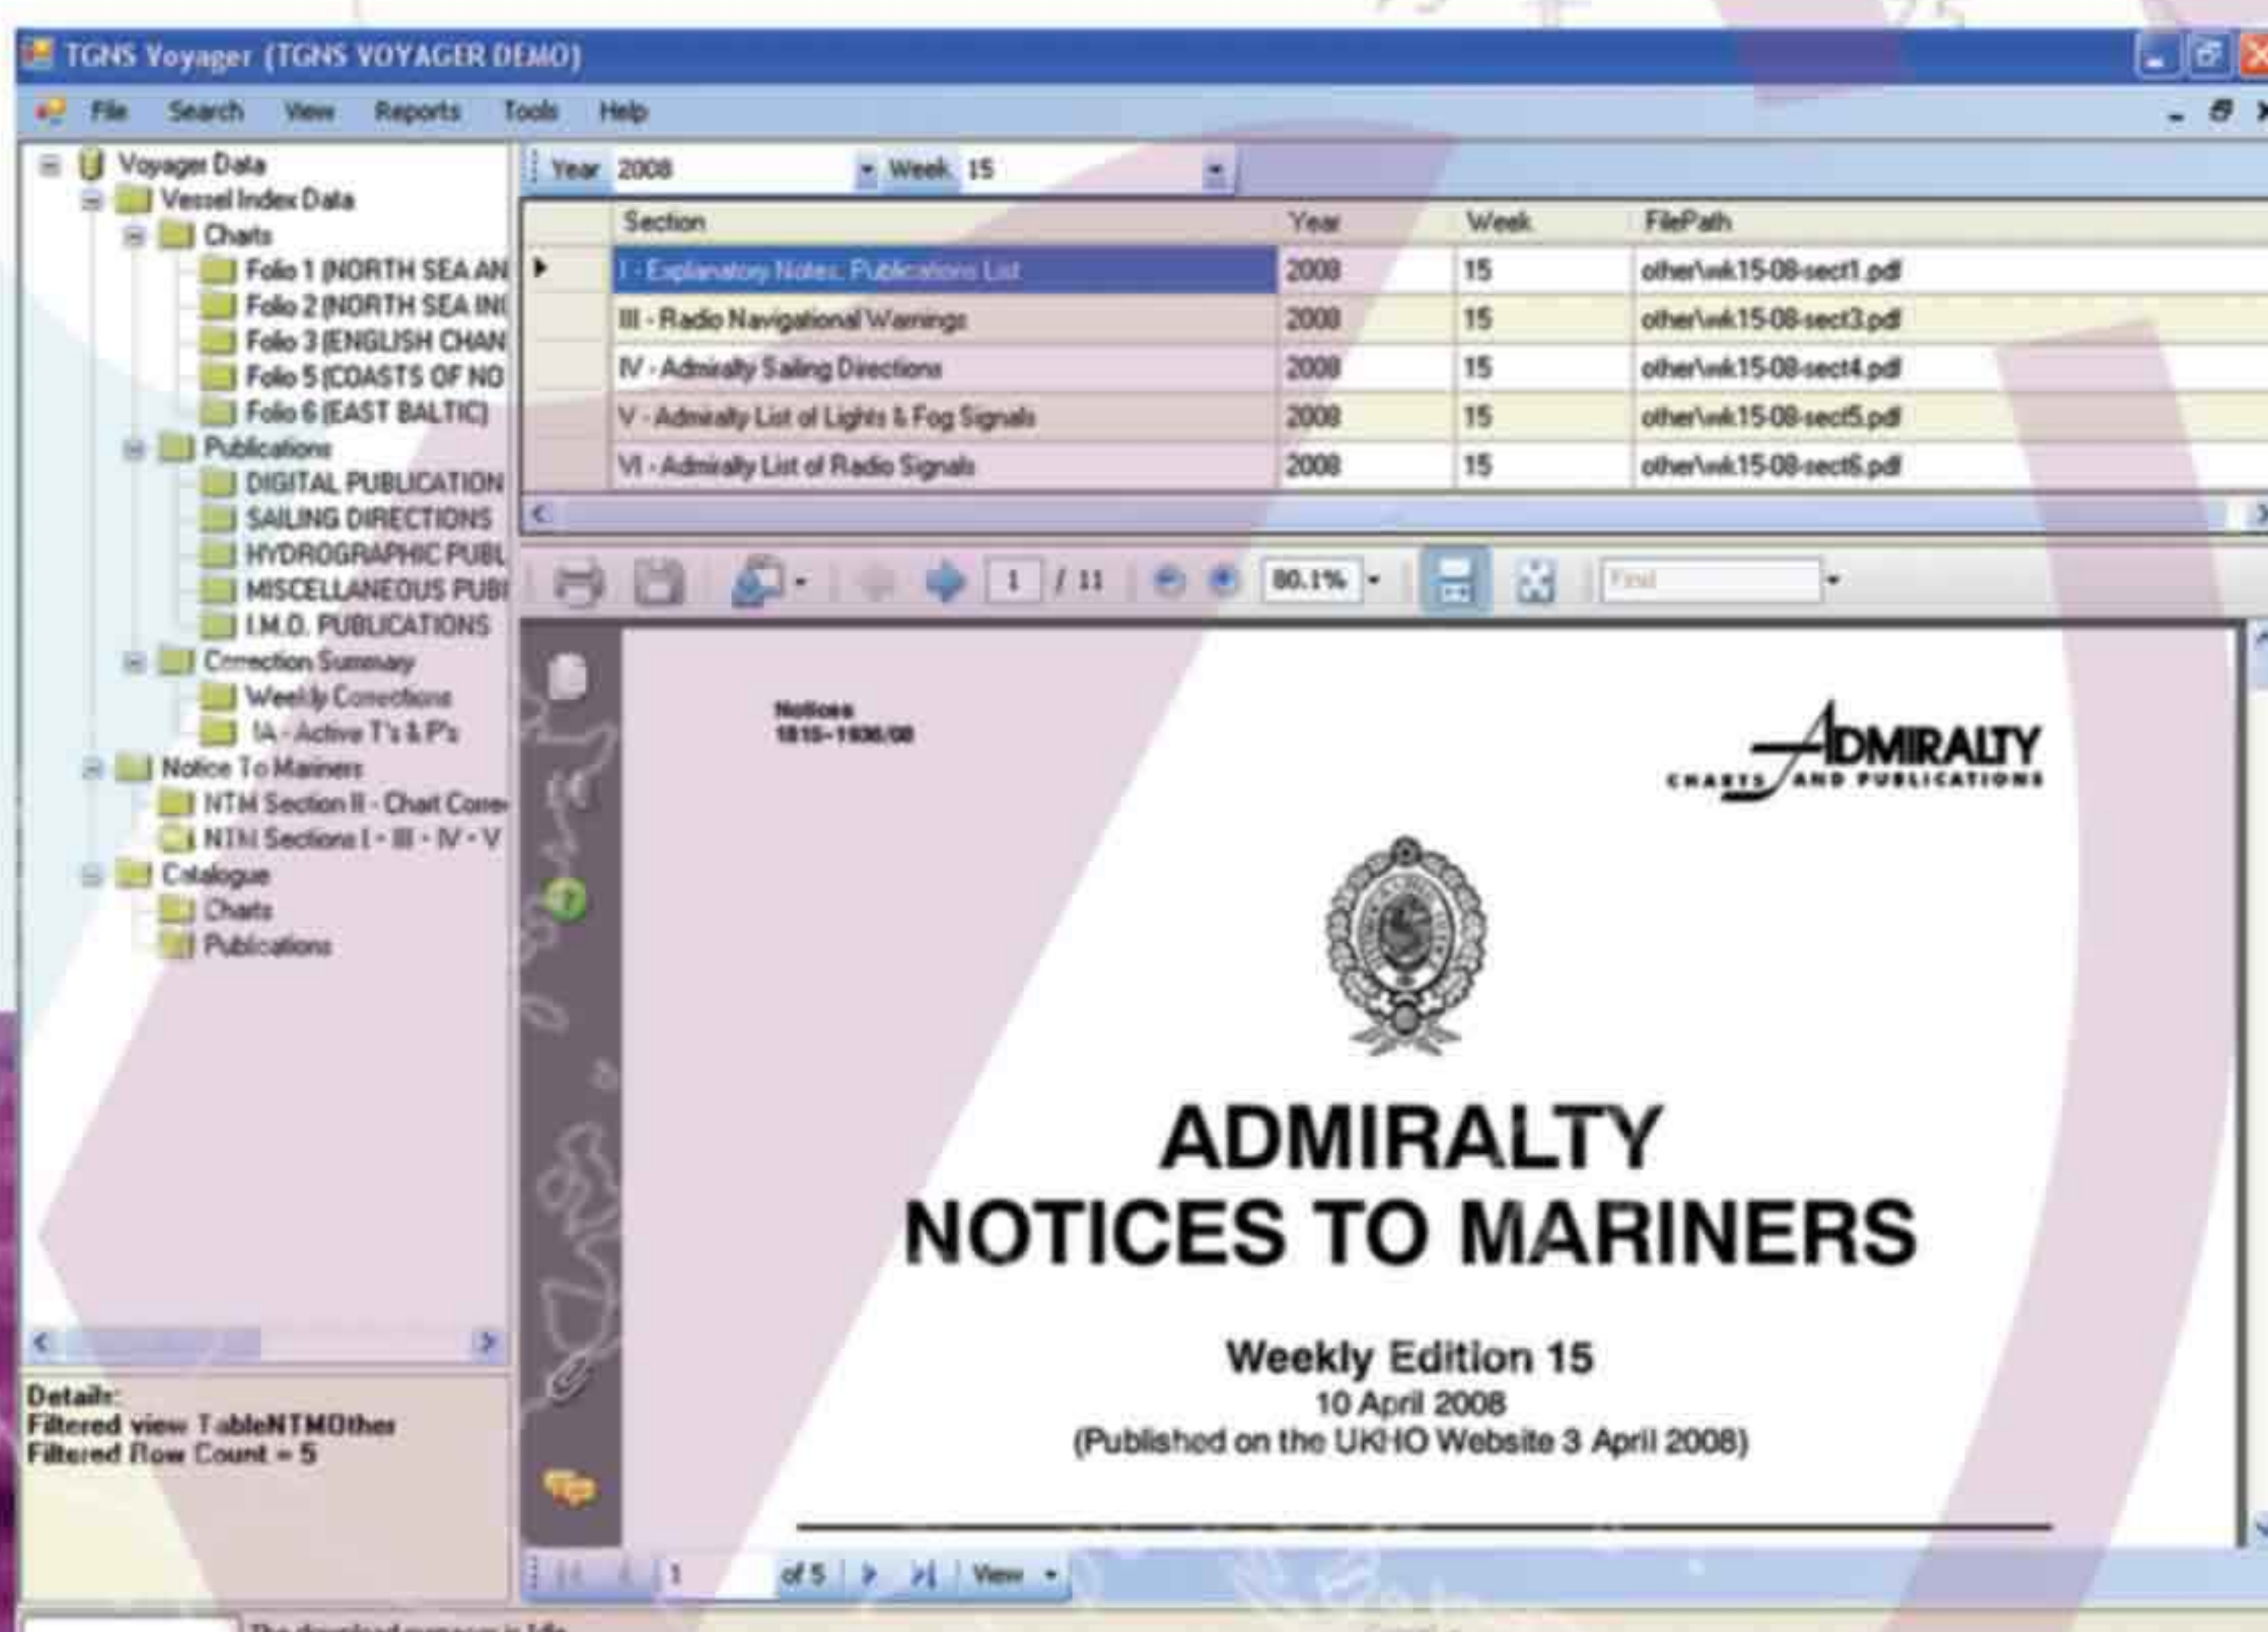 TGNS Voyager (TGNS VOYAGER DEMO)
File Search View Reports Tools Help
Voyager Data
Vessel Index Data
Charts
Folio 1 (NORTH SEA AN
Folio 2 (NORTH SEA IN
Folio 3 (ENGLISH CHAN
Folio 5 (COASTS OF NO
Folio 6 (EAST BALTIC)
Publications
DIGITAL PUBLICATION
SAILING DIRECTIONS
HYDROGRAPHIC PUBL
MISCELLANEOUS PUBI
I.M.O. PUBLICATIONS
Correction Summary
Weekly Corrections
IA - Active T's & P's
Notice To Mariners
NTM Section II - Chart Corre
NTM Sections I - III - IV - V
Catalogue
Charts
Publications
Details:
Filtered view TableNTMOther
Filtered Row Count = 5
Year 2008 Week 15
Section Year Week FilePath
I - Explanatory Notes. Publications List 2008 15 other\wk15-08-sect1.pdf
III - Radio Navigational Warnings 2008 15 other\wk15-08-sect3.pdf
IV - Admiralty Sailing Directions 2008 15 other\wk15-08-sect4.pdf
V - Admiralty List of Lights & Fog Signals 2008 15 other\wk15-08-sect5.pdf
VI - Admiralty List of Radio Signals 2008 15 other\wk15-08-sect6.pdf
1 / 11 80.1% Find
Notices
1815-1936/08
ADMIRALTY
CHARTS AND PUBLICATIONS
ADMIRALTY
NOTICES TO MARINERS
Weekly Edition 15
10 April 2008
(Published on the UKHO Website 3 April 2008)
1 of 5 View
The download manager is Idle